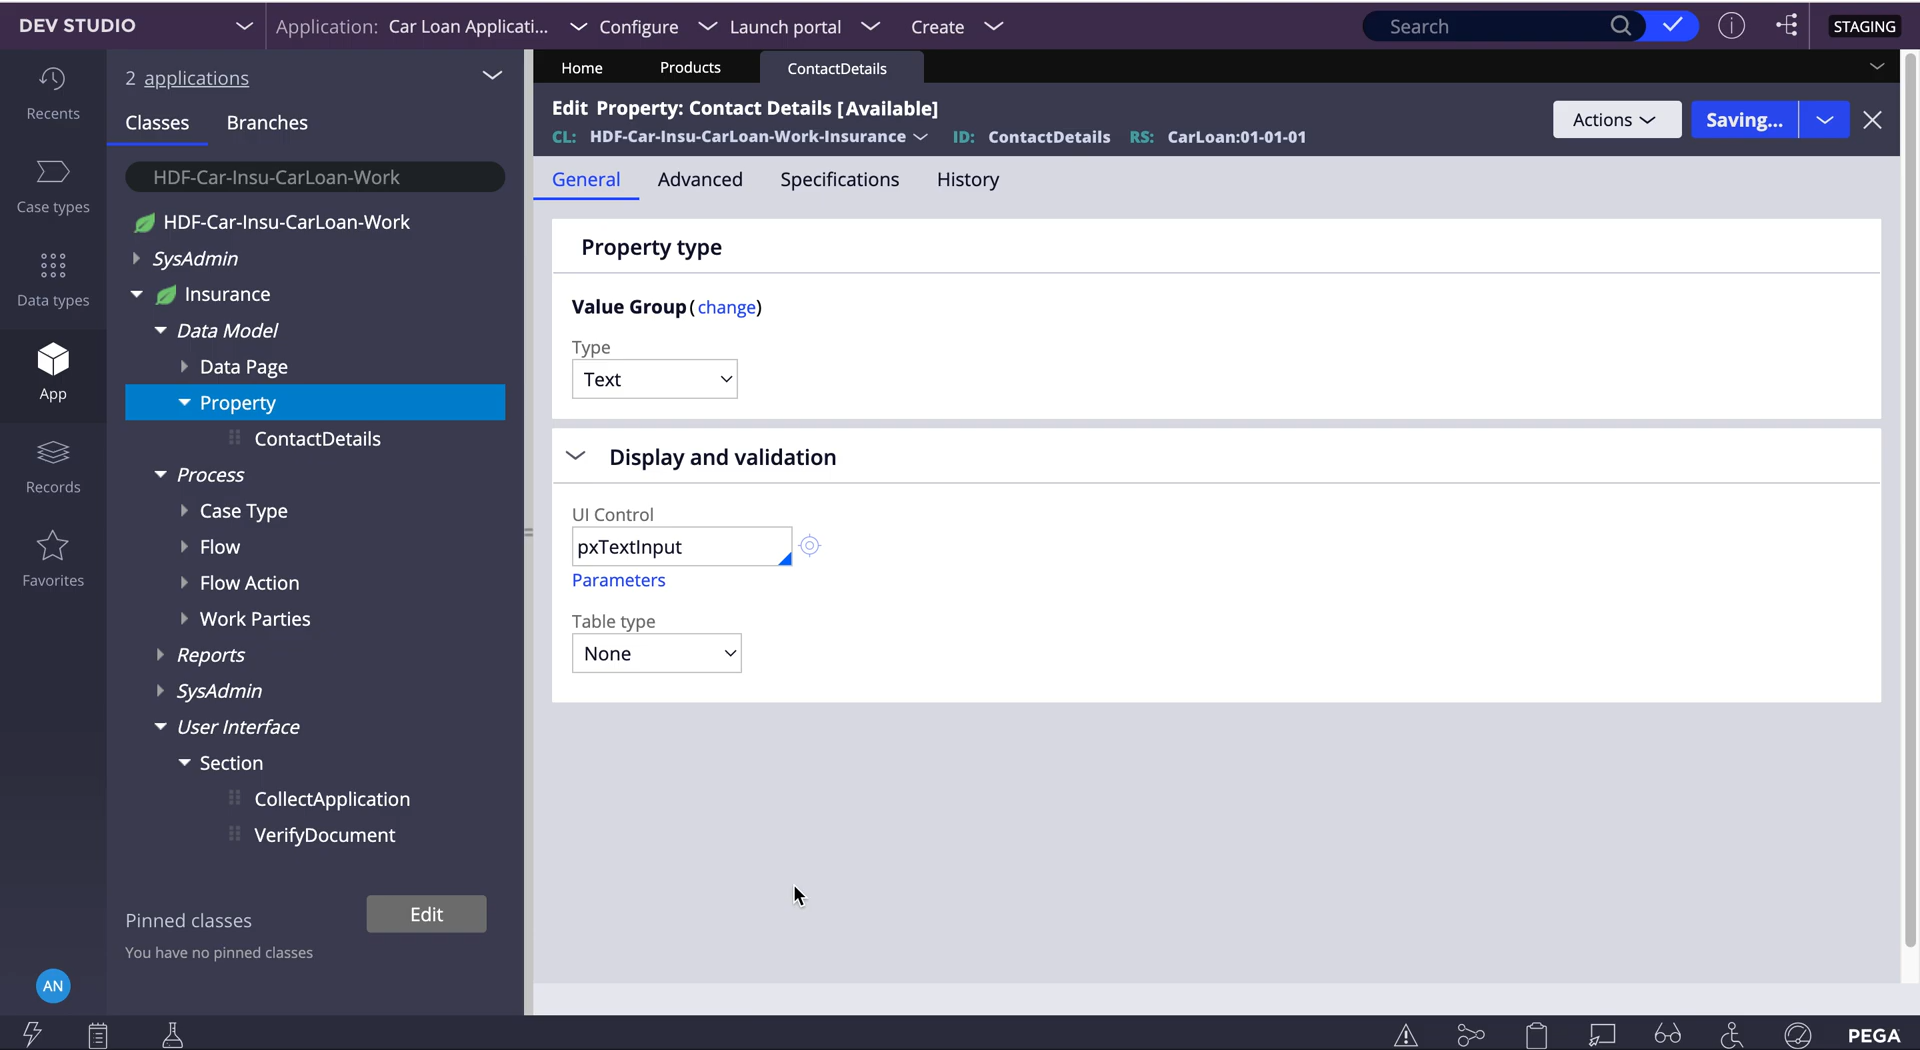 DEV STUDIO
Application: Car Loan Applicati... Configure Launch portal Create
Search
STAGING
Recents
Case types
Data types
App
Records
Favorites
AN
2 applications
Classes Branches
HDF-Car-Insu-CarLoan-Work
HDF-Car-Insu-CarLoan-Work
SysAdmin
Insurance
Data Model
Data Page
Property
ContactDetails
Process
Case Type
Flow
Flow Action
Work Parties
Reports
SysAdmin
User Interface
Section
CollectApplication
VerifyDocument
Pinned classes Edit
You have no pinned classes
Home Products ContactDetails
Edit Property: Contact Details [Available]
CL: HDF-Car-Insu-CarLoan-Work-Insurance ID: ContactDetails RS: CarLoan:01-01-01
Actions Saving...
General Advanced Specifications History
Property type
Value Group (change)
Type
Text
Display and validation
UI Control
pxTextInput
Parameters
Table type
None
PEGA